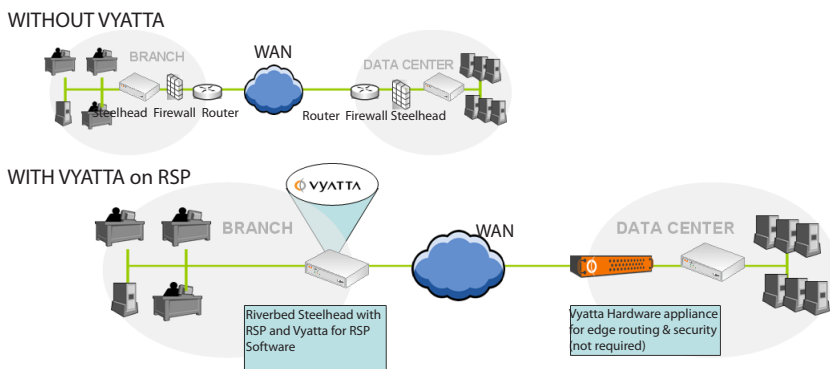 WITHOUT VYATTA
BRANCH
WAN
DATA CENTER
Steelhead Firewall Router
Router Firewall Steelhead
WITH VYATTA on RSP
VYATTA
BRANCH
WAN
DATA CENTER
Riverbed Steelhead with
RSP and Vyatta for RSP
Software
Vyatta Hardware appliance
for edge routing & security
(not required)